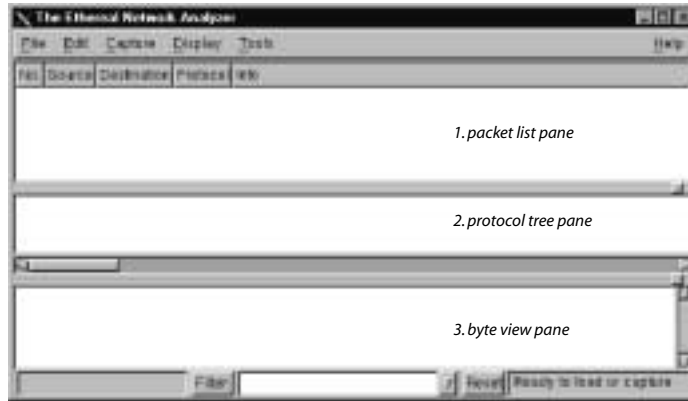 The Ethereal Network Analyzer
File Edit Capture Display Tools Help
No. Source Destination Protocol Info
1. packet list pane
2. protocol tree pane
3. byte view pane
Filter: Reset Ready to load or capture